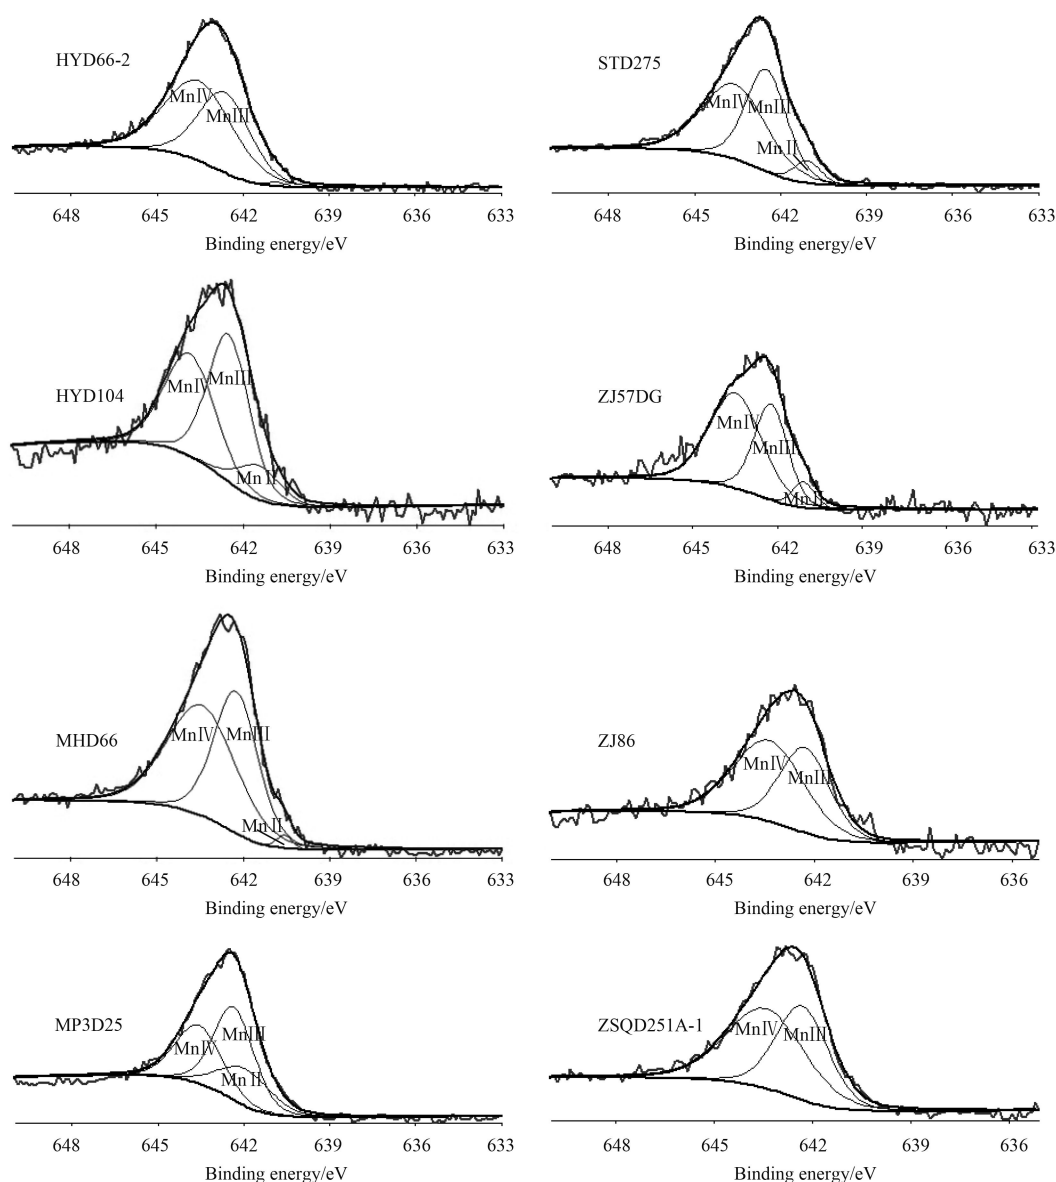 HYD66-2
MnⅣ
MnⅢ
648 645 642 639 636 633
Binding energy/eV
STD275
MnⅣ
MnⅢ
MnⅡ
648 645 642 639 636 633
Binding energy/eV
HYD104
MnⅣ
MnⅢ
MnⅡ
648 645 642 639 636 633
Binding energy/eV
ZJ57DG
MnⅣ
MnⅢ
MnⅡ
648 645 642 639 636 633
Binding energy/eV
MHD66
MnⅣ
MnⅢ
MnⅡ
648 645 642 639 636 633
Binding energy/eV
ZJ86
MnⅣ
MnⅢ
648 645 642 639 636
Binding energy/eV
MP3D25
MnⅣ
MnⅢ
MnⅡ
648 645 642 639 636 633
Binding energy/eV
ZSQD251A-1
MnⅣ
MnⅢ
648 645 642 639 636
Binding energy/eV